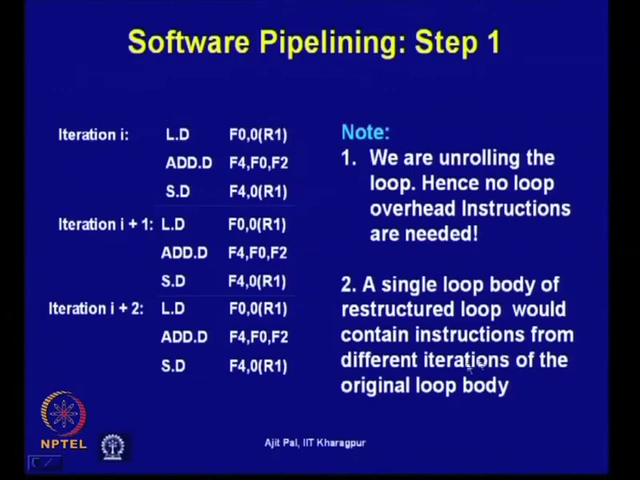 Software Pipelining: Step 1
Iteration i: L.D F0,0(R1)
ADD.D F4,F0,F2
S.D F4,0(R1)
Iteration i + 1: L.D F0,0(R1)
ADD.D F4,F0,F2
S.D F4,0(R1)
Iteration i + 2: L.D F0,0(R1)
ADD.D F4,F0,F2
S.D F4,0(R1)
Note:
1. We are unrolling the
loop. Hence no loop
overhead Instructions
are needed!
2. A single loop body of
restructured loop would
contain instructions from
different iterations of the
original loop body
NPTEL
Ajit Pal, IIT Kharagpur